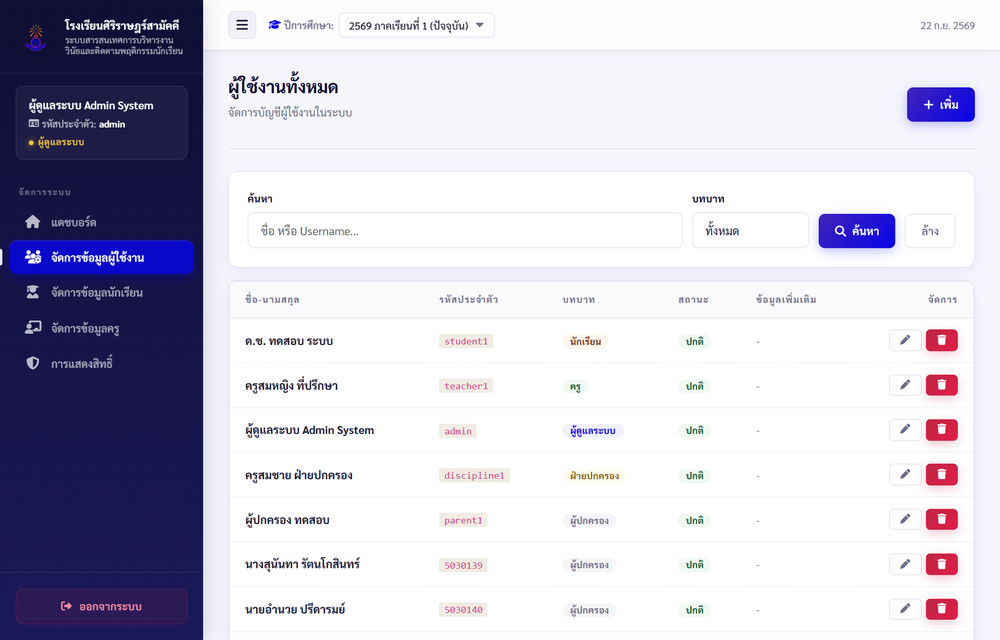 โรงเรียนศิริราษฎร์สามัคคี
ระบบสารสนเทศการบริหารงาน
วินัยและติดตามพฤติกรรมนักเรียน
ผู้ดูแลระบบ Admin System
รหัสประจำตัว: admin
ผู้ดูแลระบบ
จัดการระบบ
แดชบอร์ด
จัดการข้อมูลผู้ใช้งาน
จัดการข้อมูลนักเรียน
จัดการข้อมูลครู
การแสดงสิทธิ์
ออกจากระบบ
ปีการศึกษา: 2569 ภาคเรียนที่ 1 (ปัจจุบัน)
22 ก.ย. 2569
ผู้ใช้งานทั้งหมด
จัดการบัญชีผู้ใช้งานในระบบ
เพิ่ม
ค้นหา บทบาท
ชื่อ หรือ Username... ทั้งหมด ค้นหา ล้าง
ชื่อ-นามสกุล รหัสประจำตัว บทบาท สถานะ ข้อมูลเพิ่มเติม จัดการ
ด.ช. ทดสอบ ระบบ student1 นักเรียน ปกติ -
ครูสมหญิง ที่ปรึกษา teacher1 ครู ปกติ -
ผู้ดูแลระบบ Admin System admin ผู้ดูแลระบบ ปกติ -
ครูสมชาย ฝ่ายปกครอง discipline1 ฝ่ายปกครอง ปกติ -
ผู้ปกครอง ทดสอบ parent1 ผู้ปกครอง ปกติ -
นางสุนันทา รัตนโกสินทร์ 5030139 ผู้ปกครอง ปกติ -
นายอำนวย ปรีดารมย์ 5030140 ผู้ปกครอง ปกติ -